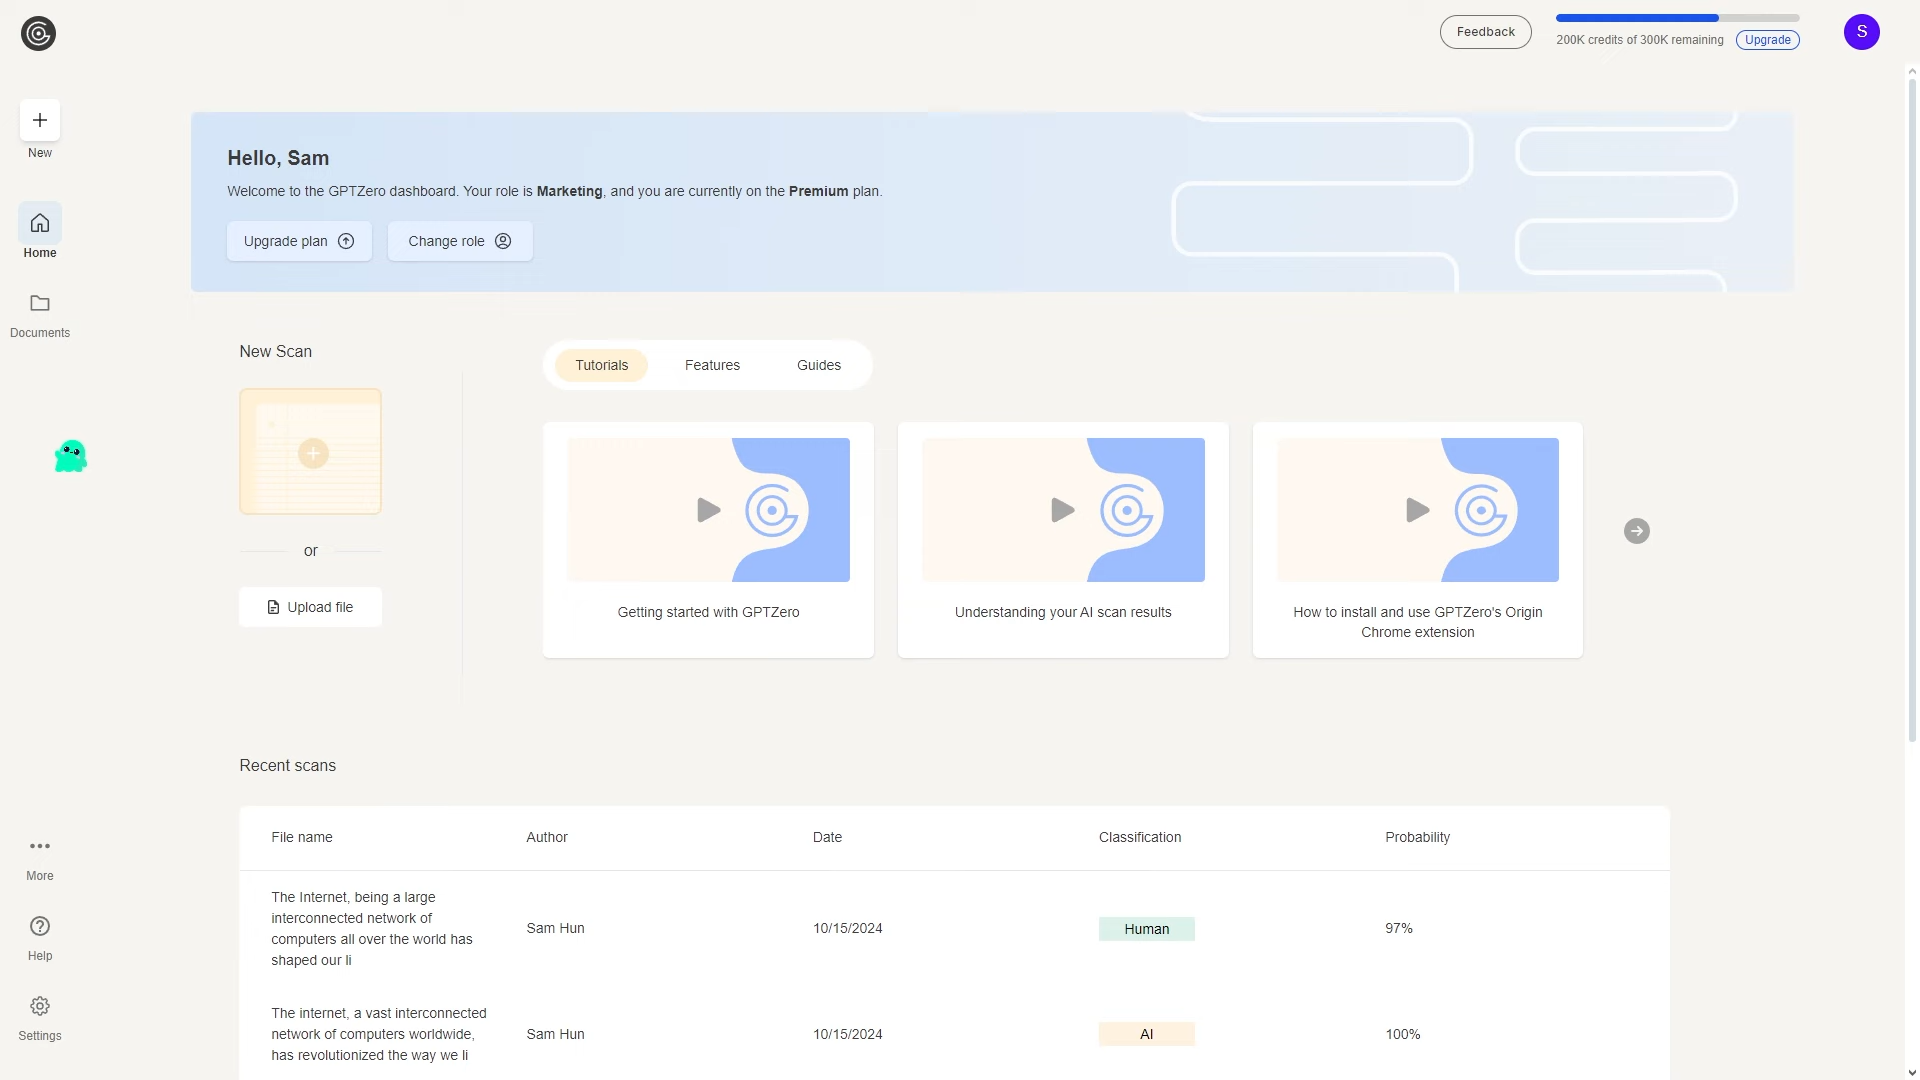 Feedback
200K credits of 300K remaining
Upgrade
S
New
Home
Documents
Hello, Sam
Welcome to the GPTZero dashboard. Your role is Marketing, and you are currently on the Premium plan.
Upgrade plan
Change role
New Scan
or
Upload file
Tutorials
Features
Guides
Getting started with GPTZero
Understanding your AI scan results
How to install and use GPTZero's Origin
Chrome extension
Recent scans
File name
Author
Date
Classification
Probability
The Internet, being a large
interconnected network of
computers all over the world has
shaped our li
Sam Hun
10/15/2024
Human
97%
The internet, a vast interconnected
network of computers worldwide,
has revolutionized the way we li
Sam Hun
10/15/2024
AI
100%
More
Help
Settings